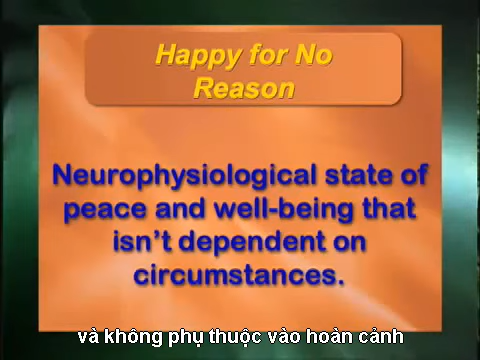 Happy for No
Reason
Neurophysiological state of
peace and well-being that
isn't dependent on
circumstances.
và không phụ thuộc vào hoàn cảnh